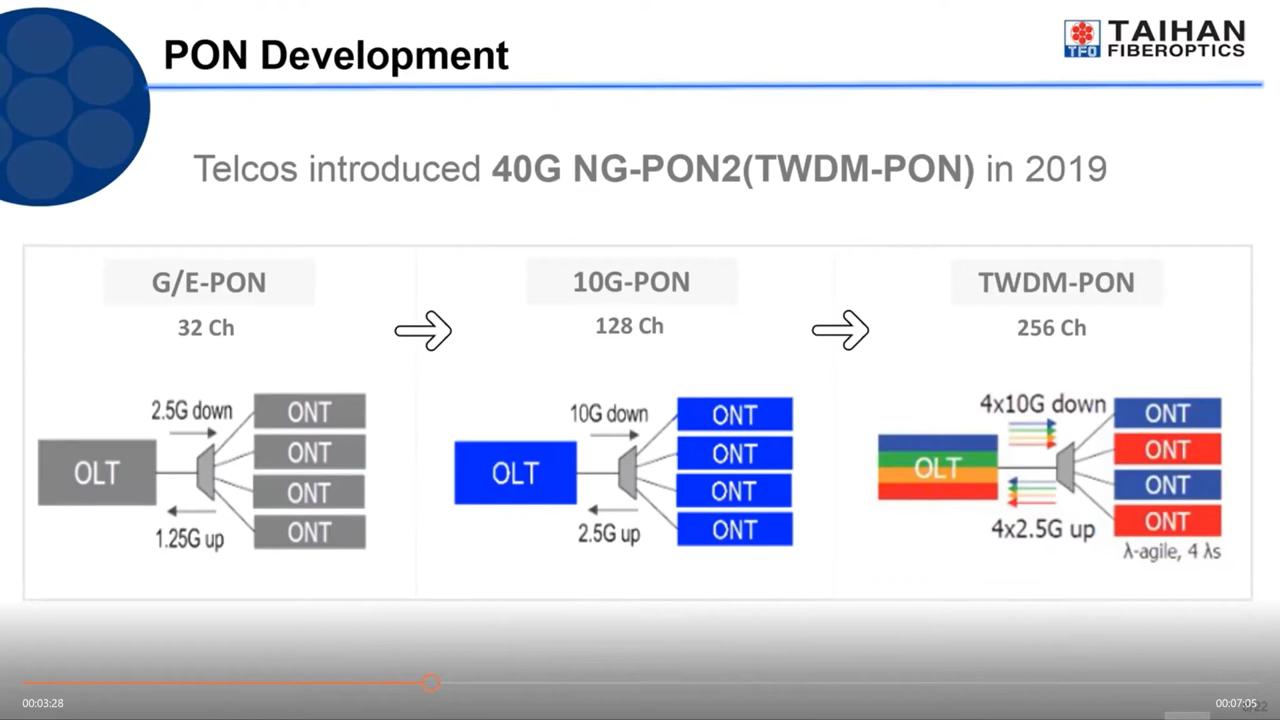 PON Development
TFO
TAIHAN
FIBEROPTICS
Telcos introduced 40G NG-PON2(TWDM-PON) in 2019
G/E-PON
32 Ch
2.5G down
OLT
1.25G up
ONT
ONT
ONT
ONT
10G-PON
128 Ch
10G down
OLT
2.5G up
ONT
ONT
ONT
ONT
TWDM-PON
256 Ch
4x10G down
OLT
4x2.5G up
ONT
ONT
ONT
ONT
λ-agile, 4 λs
00:03:28
00:07:05